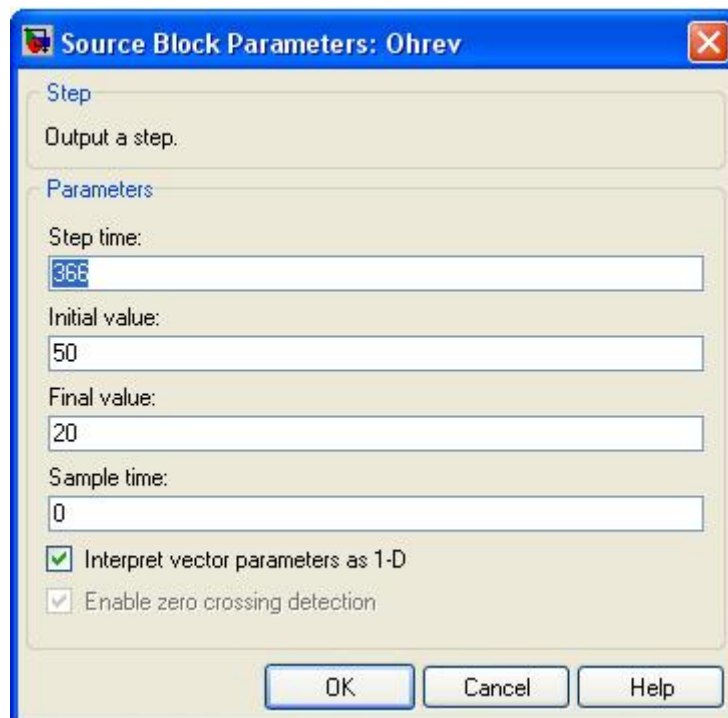 Source Block Parameters: Ohrev
Step
Output a step.
Parameters
Step time:
366
Initial value:
50
Final value:
20
Sample time:
0
Interpret vector parameters as 1-D
Enable zero crossing detection
OK Cancel Help